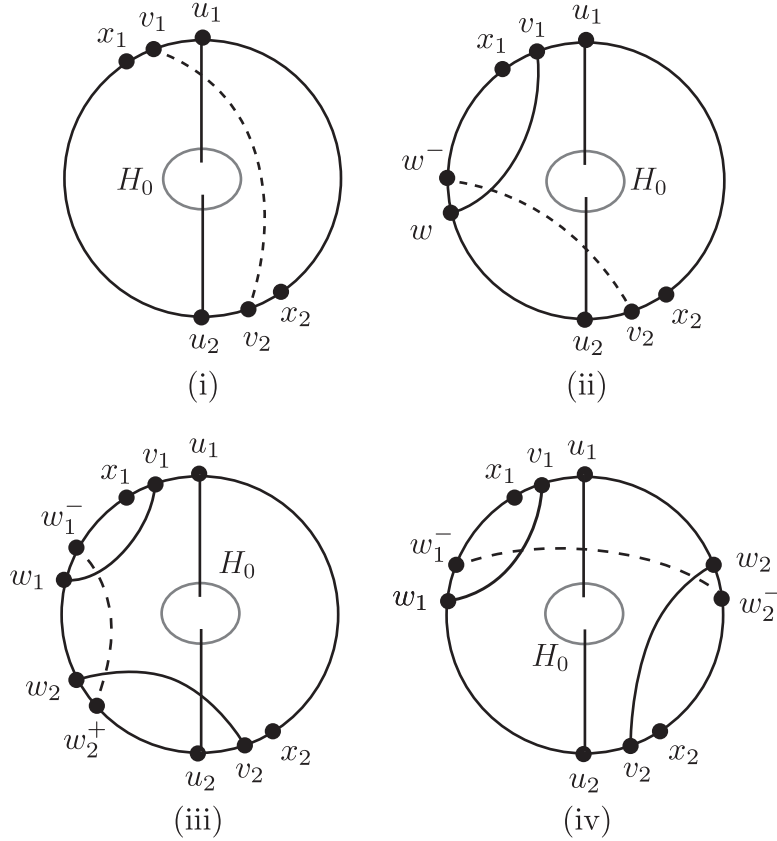 u₁
v₁
x₁
H₀
u₂
v₂
x₂
(i)
u₁
v₁
x₁
w⁻
w
H₀
u₂
v₂
x₂
(ii)
u₁
v₁
x₁
w₁⁻
w₁
H₀
w₂
w₂⁺
u₂
v₂
x₂
(iii)
u₁
v₁
x₁
w₁⁻
w₁
w₂
w₂⁻
H₀
u₂
v₂
x₂
(iv)